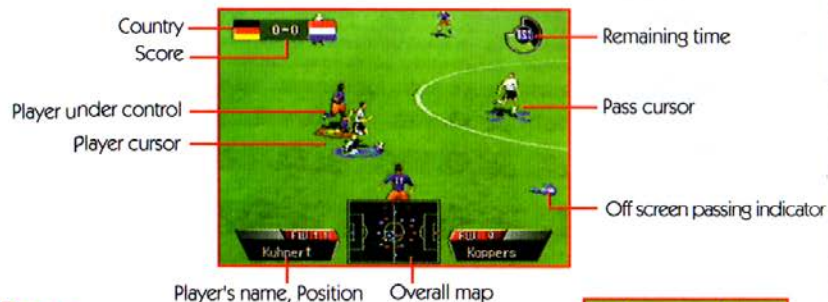 Country
0-0
Score
Remaining time
Player under control
Pass cursor
Player cursor
11
Off screen passing indicator
Kuhnert
Koppers
Player's name, Position
Overall map